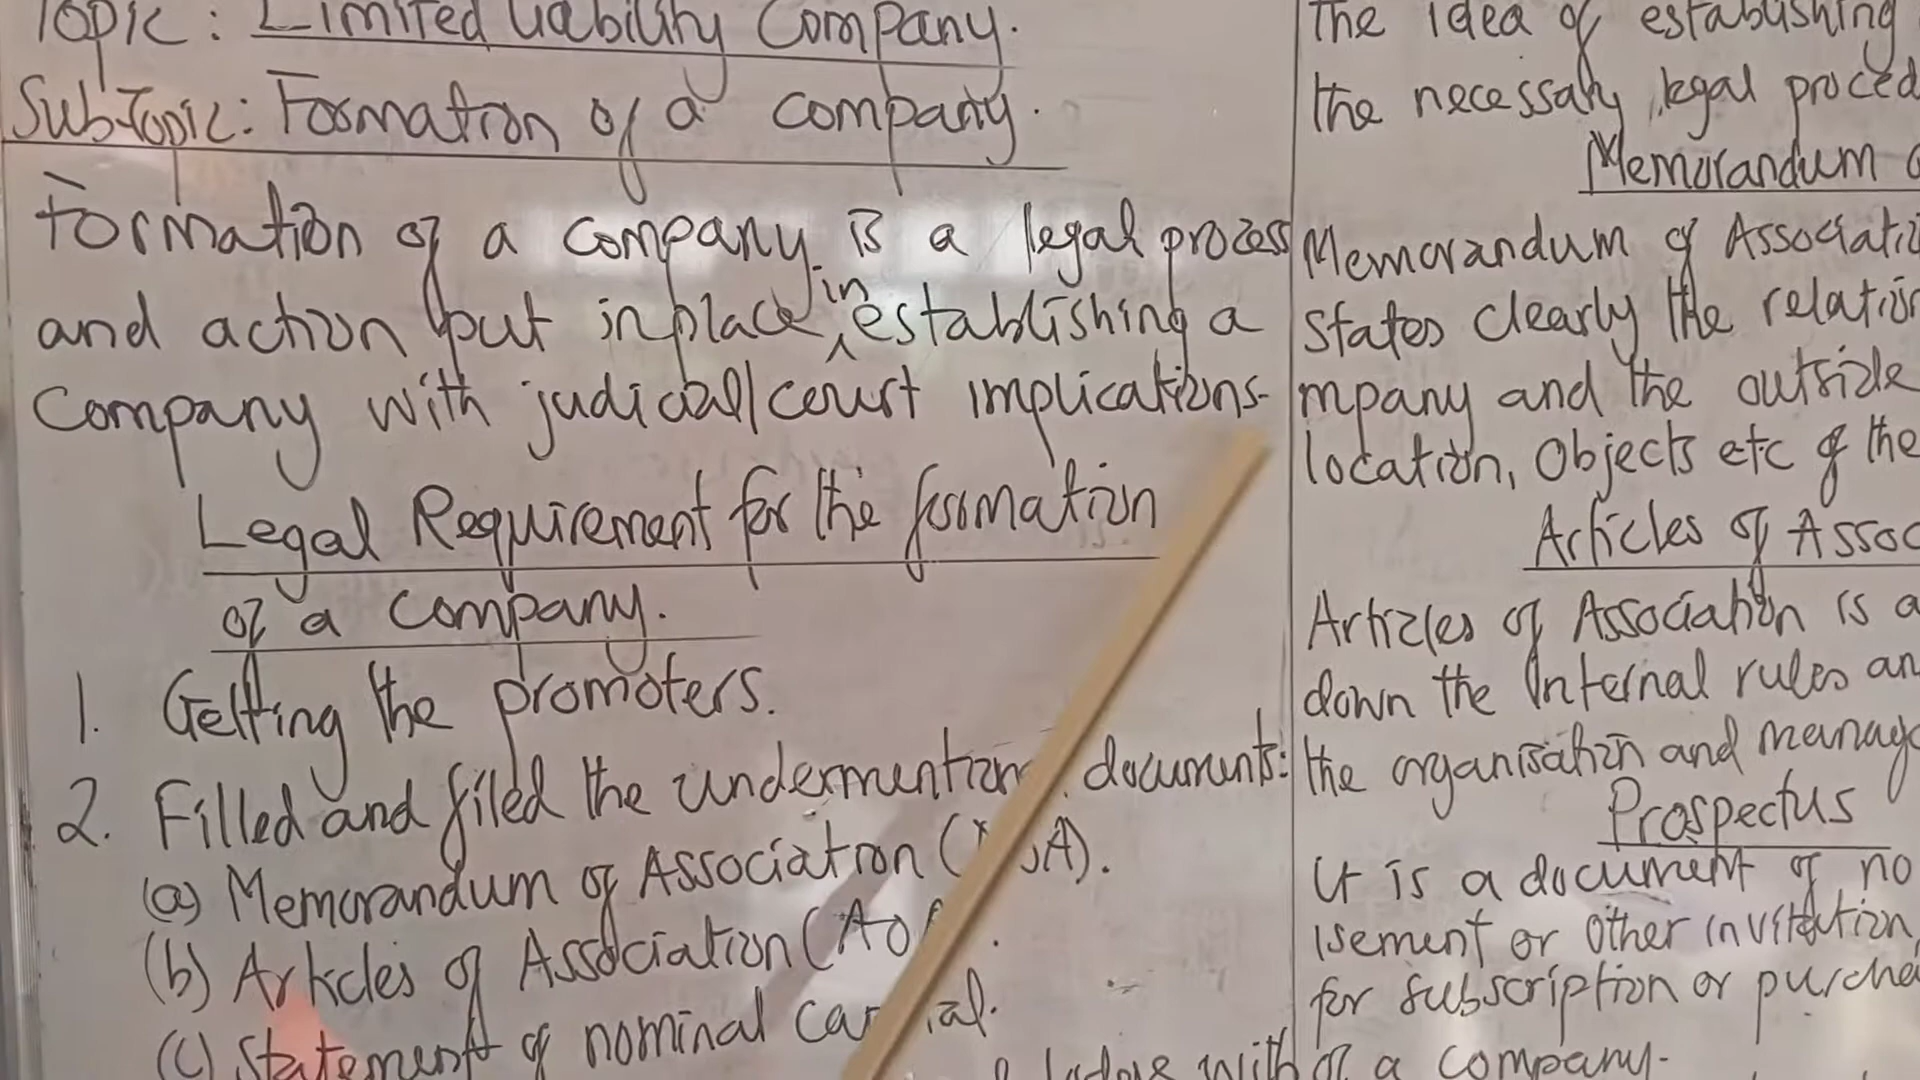 Topic: Limited Liability Company.
SubTopic: Formation of a company.
Formation of a company is a legal process
and action put in place in establishing a
Company with judicial/court implications.
Legal Requirement for the formation
of a company.
1. Getting the promoters.
2. Filled and filed the undermention documents:
(a) Memorandum of Association
(b) Articles of Association
(c) Statement of nominal
with
The idea of establishing
the necessary legal
Memorandum
Memorandum of
states clearly the
mpany and the outside
location, Objects etc of the
Articles of
Articles of Association is a
down the Internal rules
the organisation and
Prospectus
It is a document of no
isement or other invitation,
for subscription or
of a company.